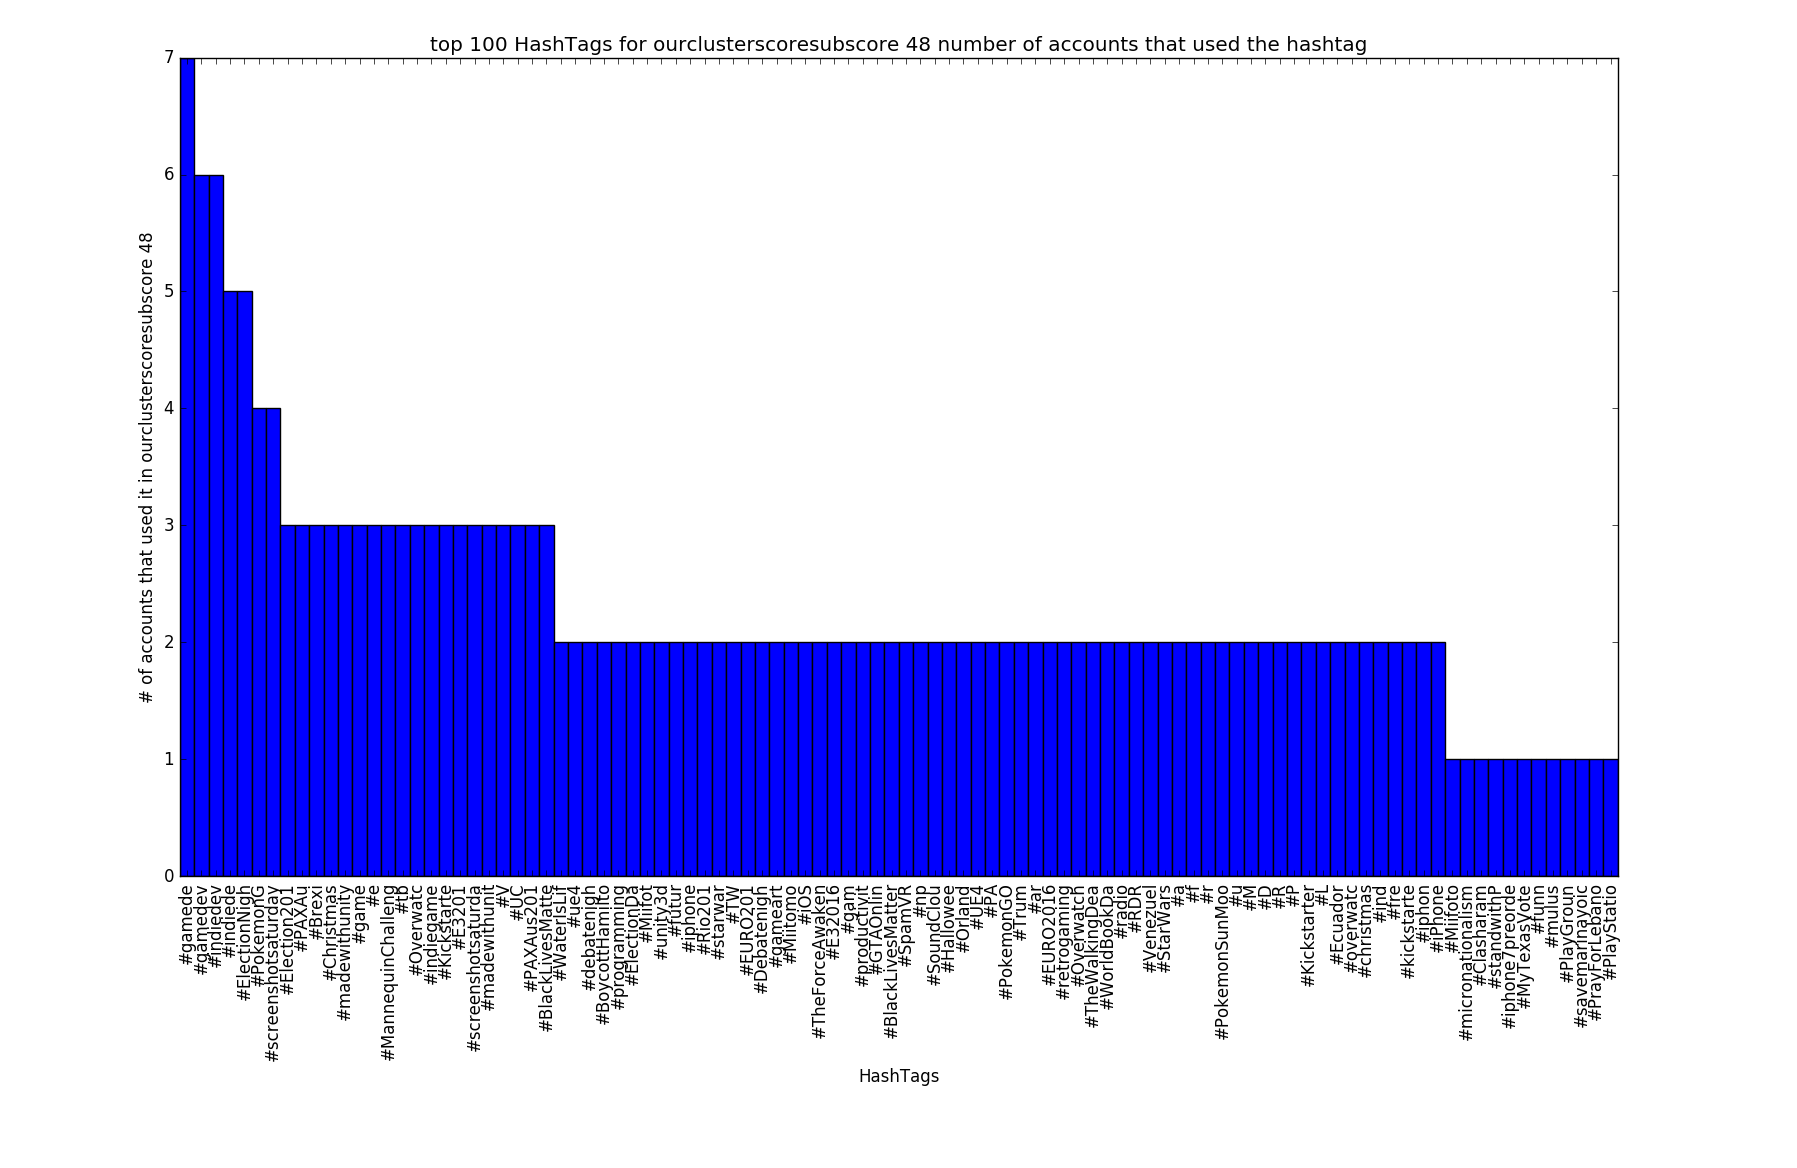 top 100 HashTags for ourclusterscoresubscore 48 number of accounts that used the hashtag
# of accounts that used it in ourclusterscoresubscore 48
7
6
5
4
3
2
1
0
#gamede
#gamedev
#indiedev
#indiede
#ElectionNigh
#PokemonG
#screenshotsaturday
#Election201
#PAXAu
#Brexi
#Christmas
#madewithunity
#game
#e
#MannequinChalleng
#tb
#Overwatc
#indiegame
#Kickstarte
#E3201
#screenshotsaturda
#madewithunit
#V
#UC
#PAXAus201
#BlackLivesMatte
#WaterIsLif
#ue4
#debatenigh
#BoycottHamilto
#programming
#ElectionDa
#Miifot
#unity3d
#futur
#iphone
#Rio201
#starwar
#TW
#EURO201
#Debatenigh
#gameart
#Miitomo
#iOS
#TheForceAwaken
#E32016
#gam
#productivit
#GTAOnlin
#BlackLivesMatter
#SpamVR
#np
#SoundClou
#Hallowee
#Orland
#UE4
#PA
#PokemonGO
#Trum
#ar
#EURO2016
#retrogaming
#Overwatch
#TheWalkingDea
#WorldBookDa
#radio
#RDR
#Venezuel
#StarWars
#a
#f
#r
#PokemonSunMoo
#u
#M
#D
#R
#P
#Kickstarter
#L
#Ecuador
#overwatc
#christmas
#ind
#fre
#kickstarte
#iphon
#iPhone
#Miifoto
#micronationalism
#Clasharam
#standwithP
#iphone7preorde
#MyTexasVote
#funn
#mulus
#PlayGroun
#savemarinajoyc
#PrayForLebano
#PlayStatio
HashTags